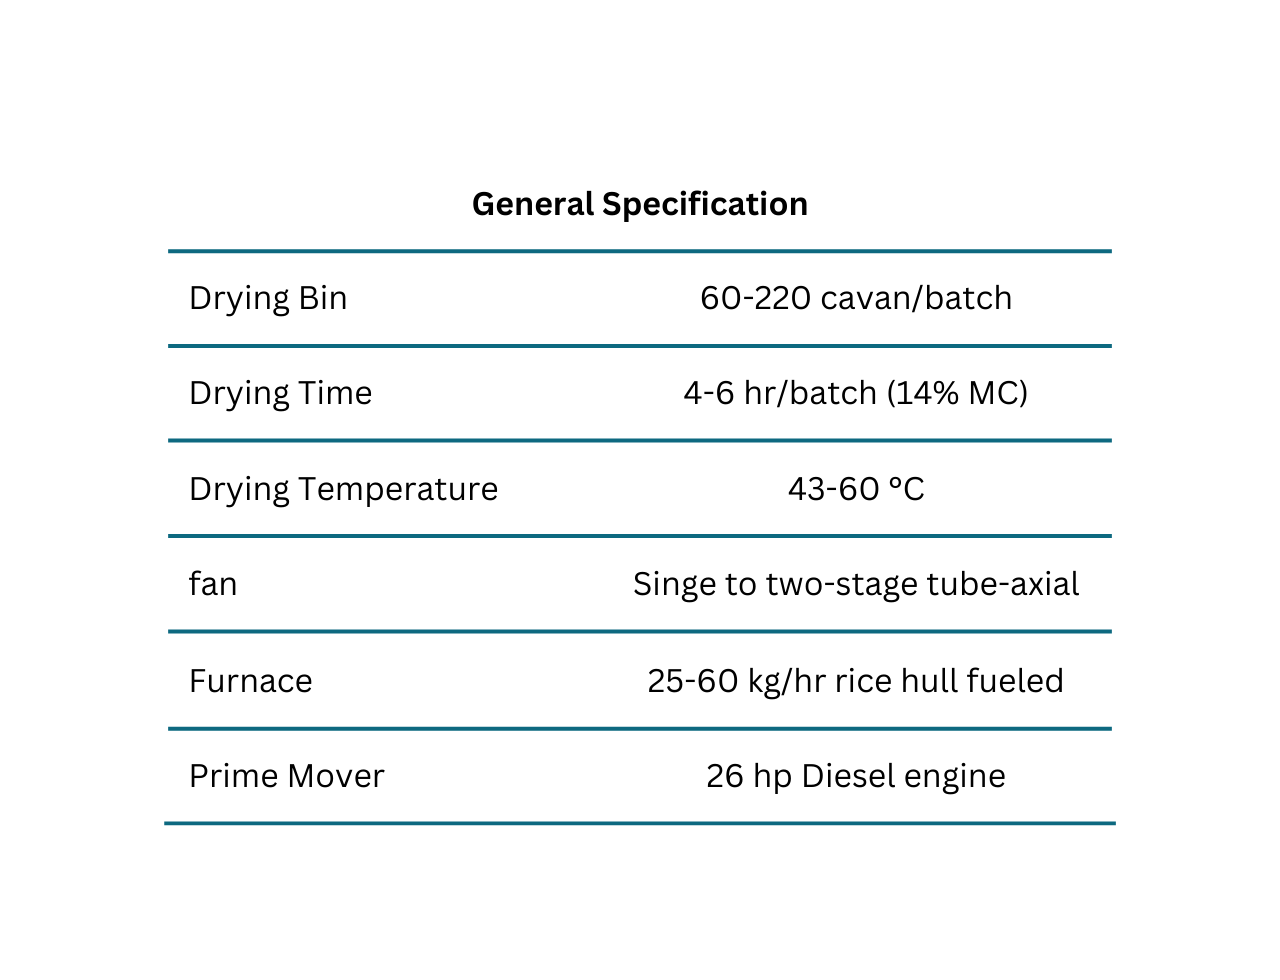 General Specification
Drying Bin 60-220 cavan/batch
Drying Time 4-6 hr/batch (14% MC)
Drying Temperature 43-60 °C
fan Singe to two-stage tube-axial
Furnace 25-60 kg/hr rice hull fueled
Prime Mover 26 hp Diesel engine